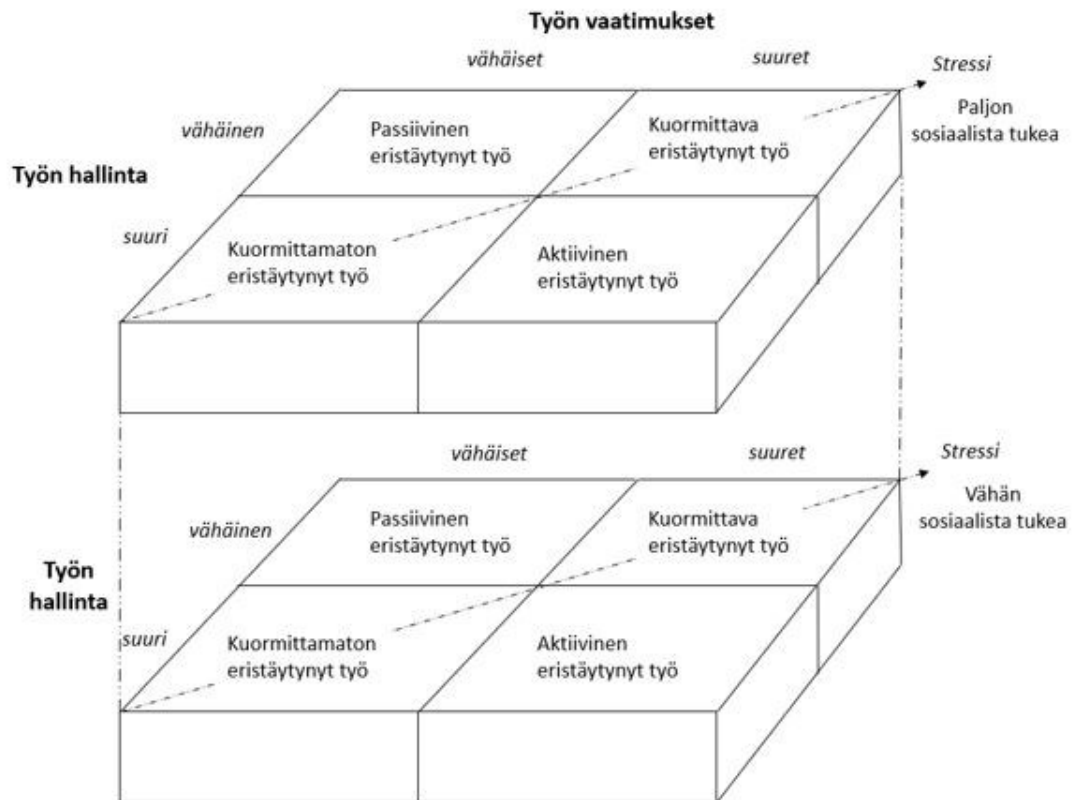 Työn vaatimukset
vähäiset
suuret
Stressi
vähäinen
Passiivinen
eristäytynyt työ
Kuormittava
eristäytynyt työ
Paljon
sosiaalista tukea
Työn hallinta
suuri
Kuormittamaton
eristäytynyt työ
Aktiivinen
eristäytynyt työ
vähäiset
suuret
Stressi
vähäinen
Passiivinen
eristäytynyt työ
Kuormittava
eristäytynyt työ
Vähän
sosiaalista tukea
Työn
hallinta
suuri
Kuormittamaton
eristäytynyt työ
Aktiivinen
eristäytynyt työ